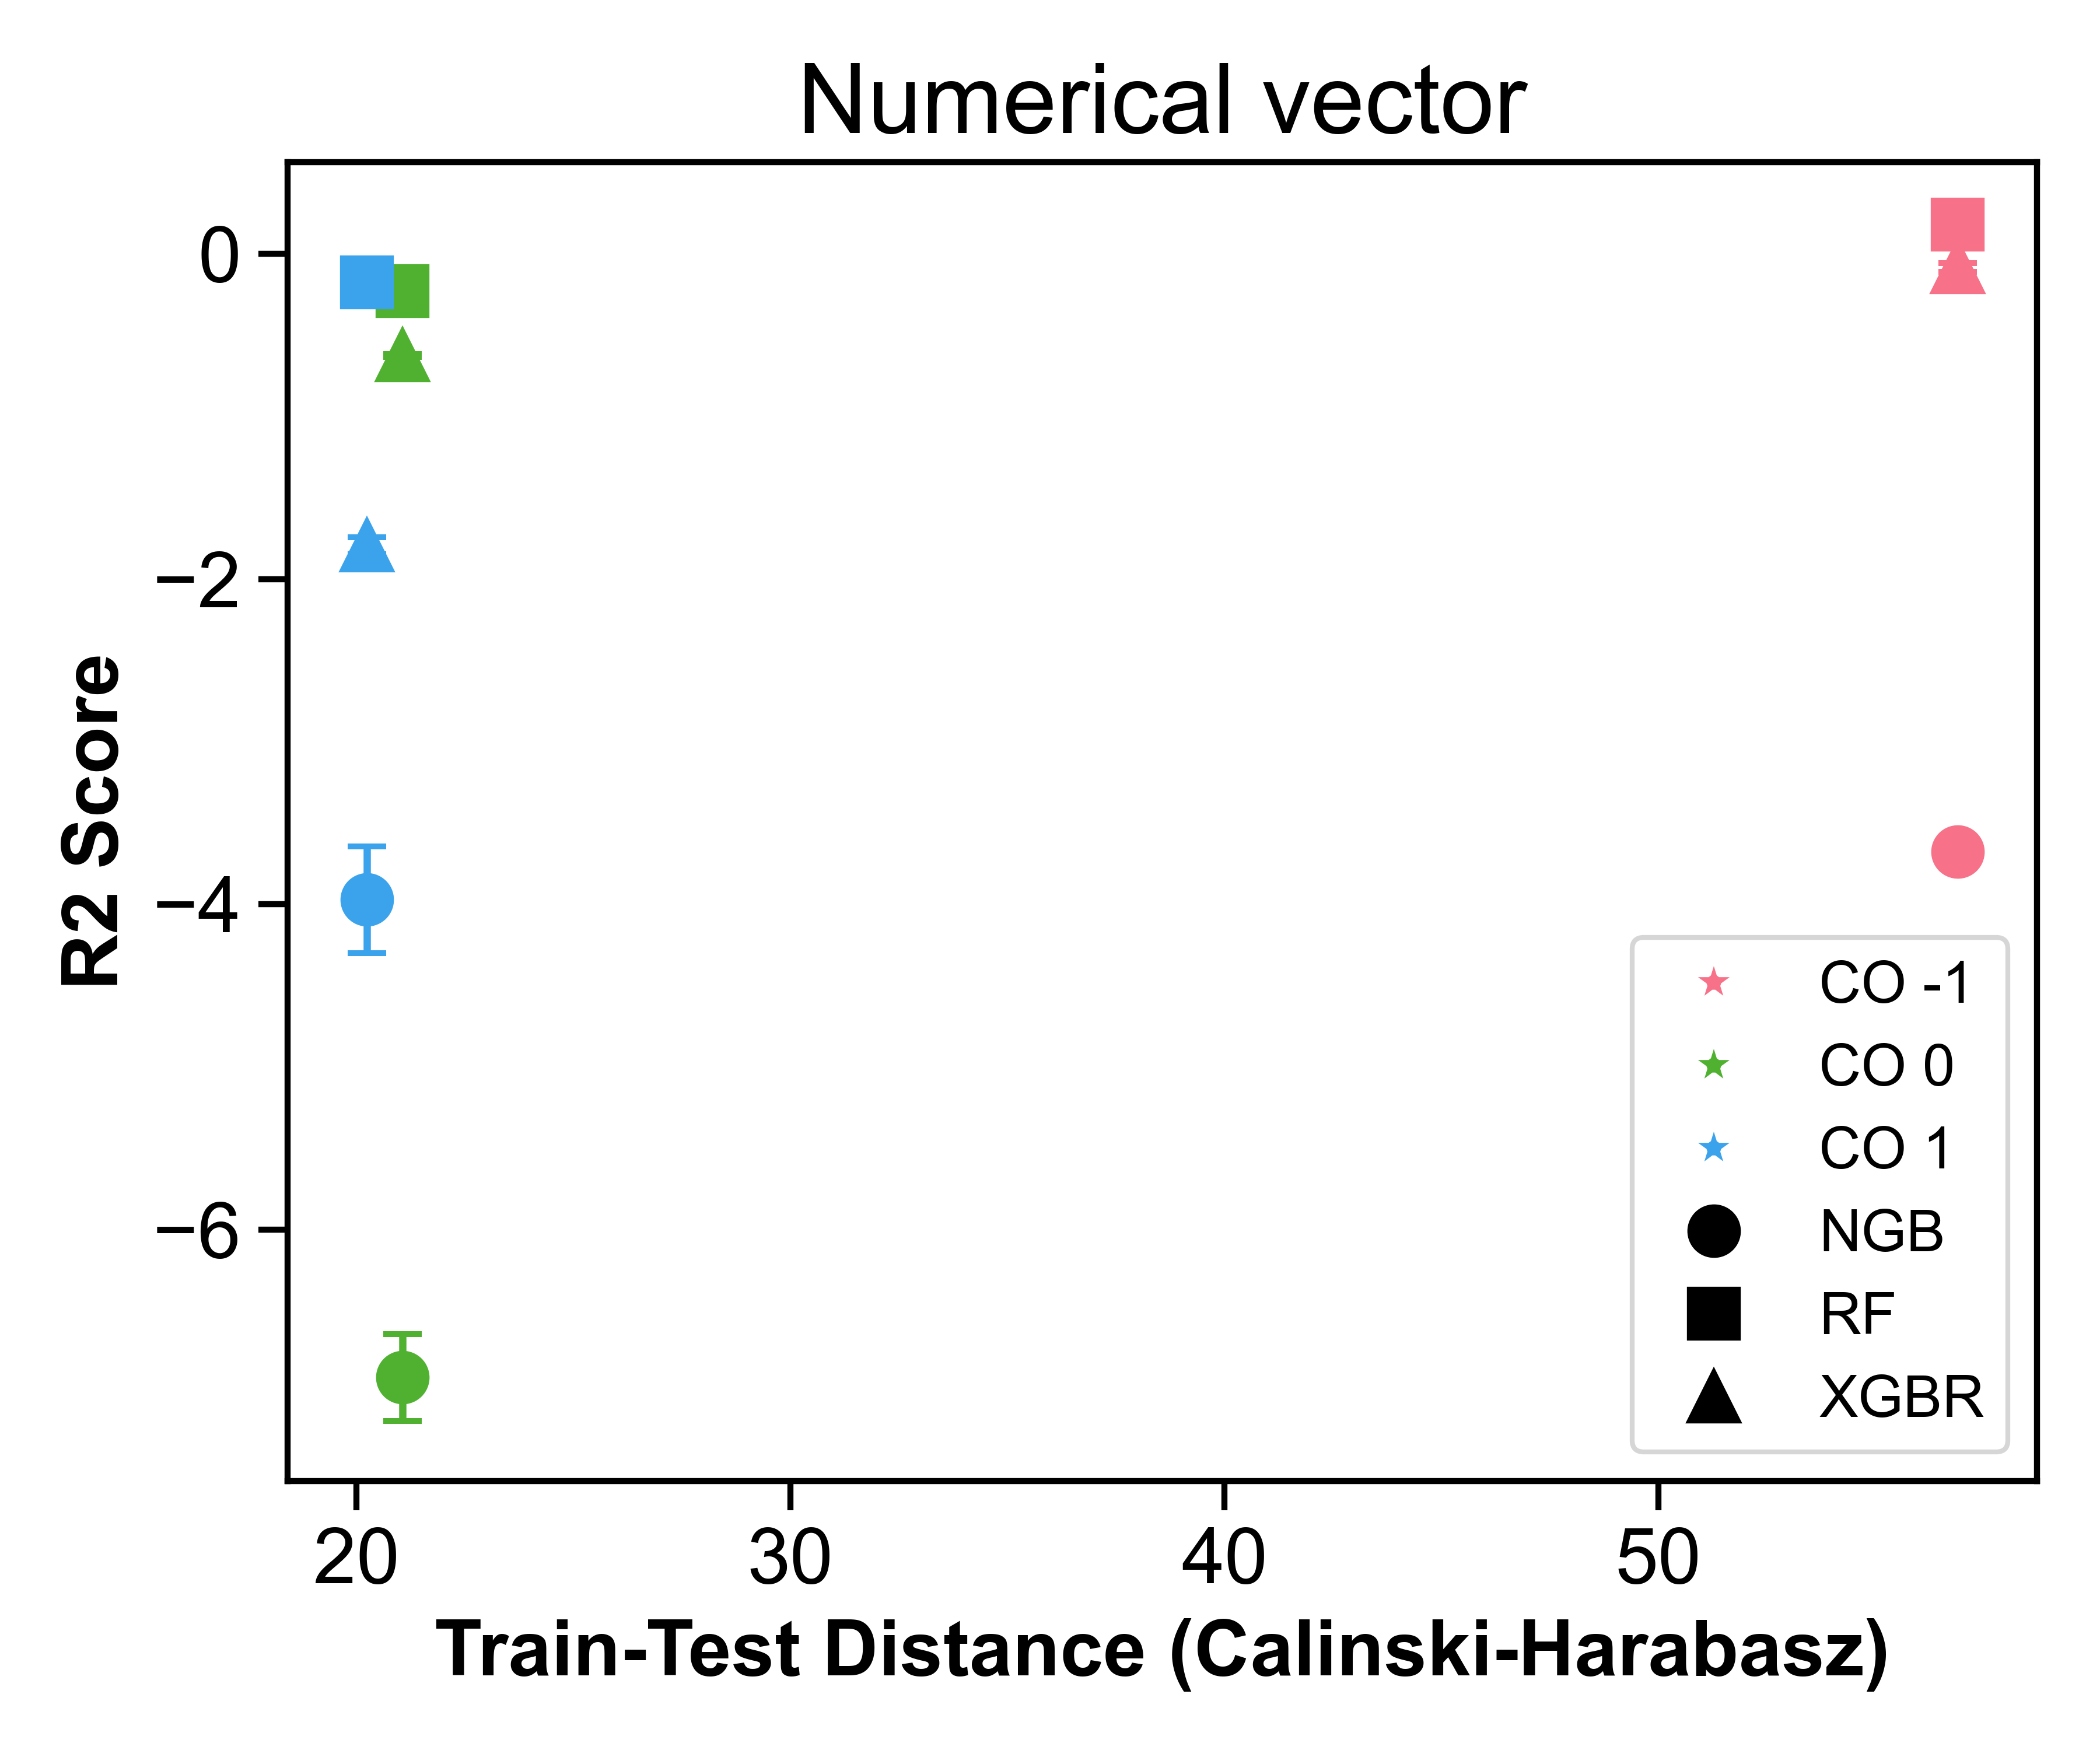 Numerical vector
0
−2
−4
−6
R2 Score
CO -1
CO 0
CO 1
NGB
RF
XGBR
20 30 40 50
Train-Test Distance (Calinski-Harabasz)